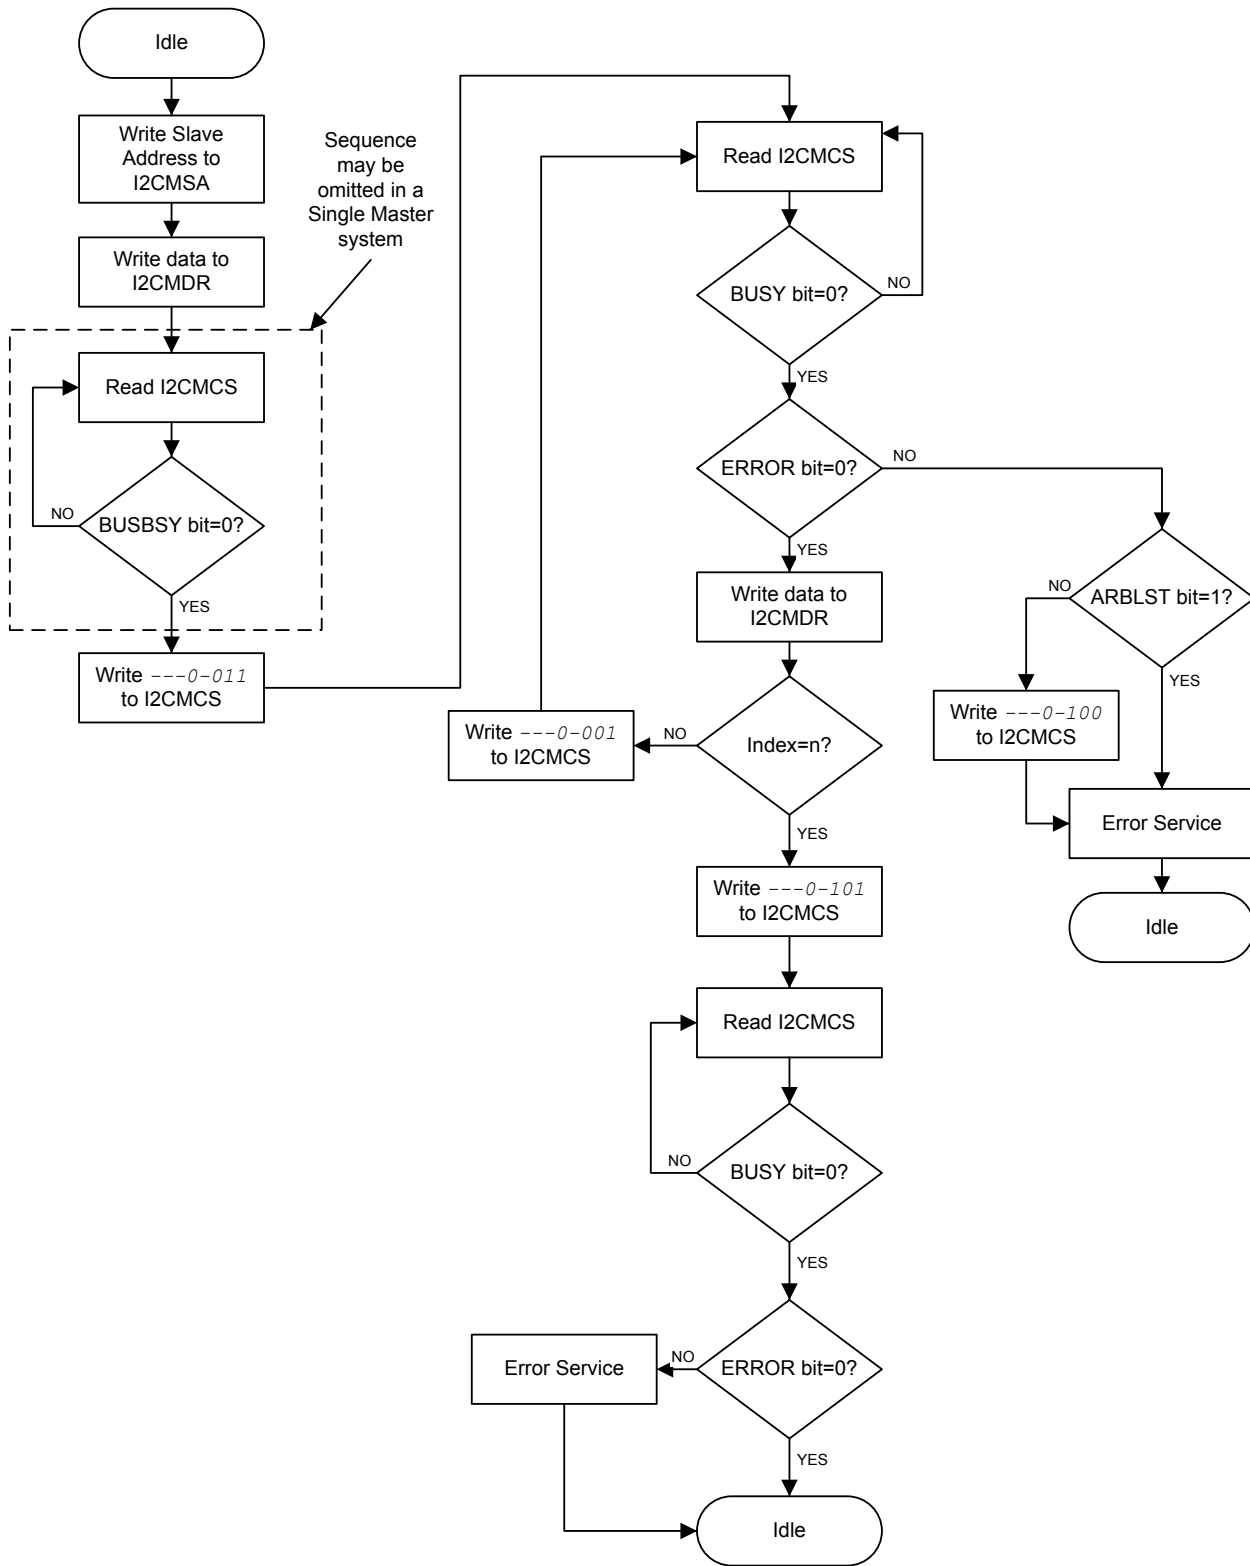 Idle
Write Slave
Address to
I2CMSA
Write data to
I2CMDR
Sequence
may be
omitted in a
Single Master
system
Read I2CMCS
BUSBSY bit=0?
NO
YES
Write ---0-011
to I2CMCS
Read I2CMCS
BUSY bit=0?
NO
YES
ERROR bit=0?
NO
YES
Write data to
I2CMDR
Index=n?
NO
Write ---0-001
to I2CMCS
YES
Write ---0-101
to I2CMCS
Read I2CMCS
BUSY bit=0?
NO
YES
ERROR bit=0?
NO
Error Service
YES
Idle
ARBLST bit=1?
NO
Write ---0-100
to I2CMCS
YES
Error Service
Idle